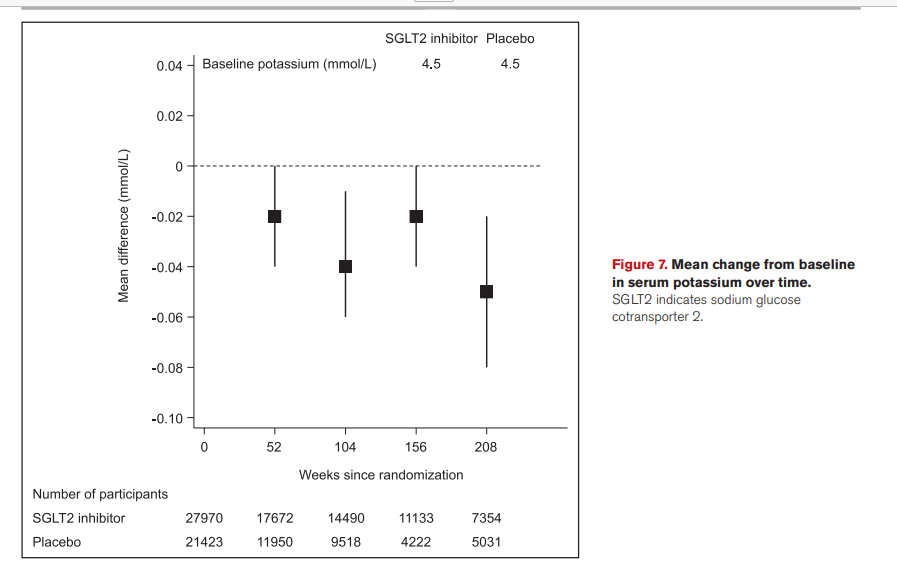 SGLT2 inhibitor Placebo
Baseline potassium (mmol/L) 4.5 4.5
0.04
0.02
0
-0.02
-0.04
-0.06
-0.08
-0.10
Mean difference (mmol/L)
0 52 104 156 208
Weeks since randomization
Number of participants
SGLT2 inhibitor 27970 17672 14490 11133 7354
Placebo 21423 11950 9518 4222 5031
Figure 7. Mean change from baseline
in serum potassium over time.
SGLT2 indicates sodium glucose
cotransporter 2.